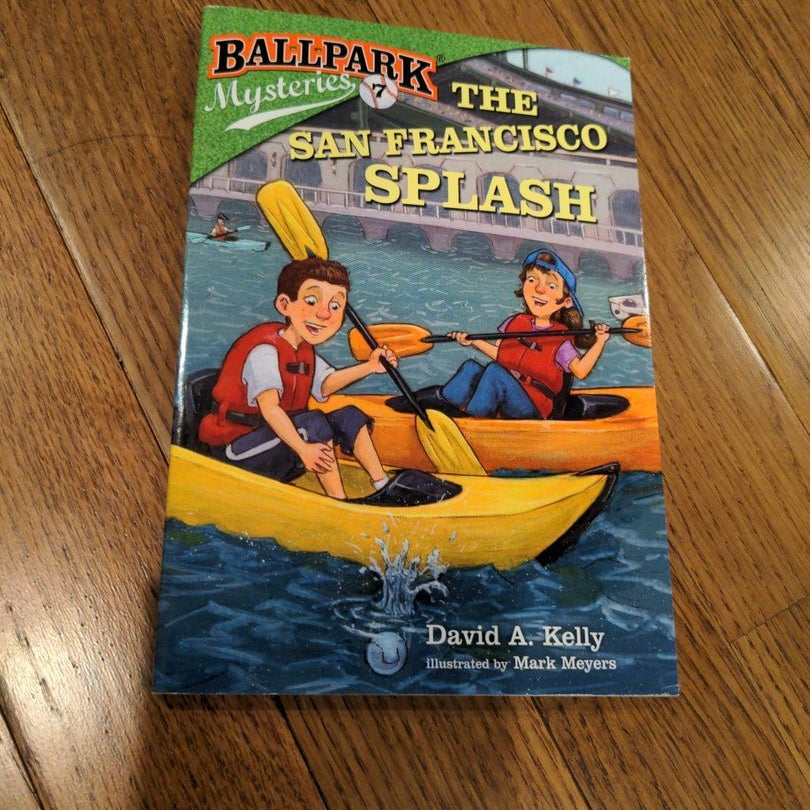 BALLPARK®
Mysteries
7
THE
SAN FRANCISCO
SPLASH
David A. Kelly
illustrated by Mark Meyers